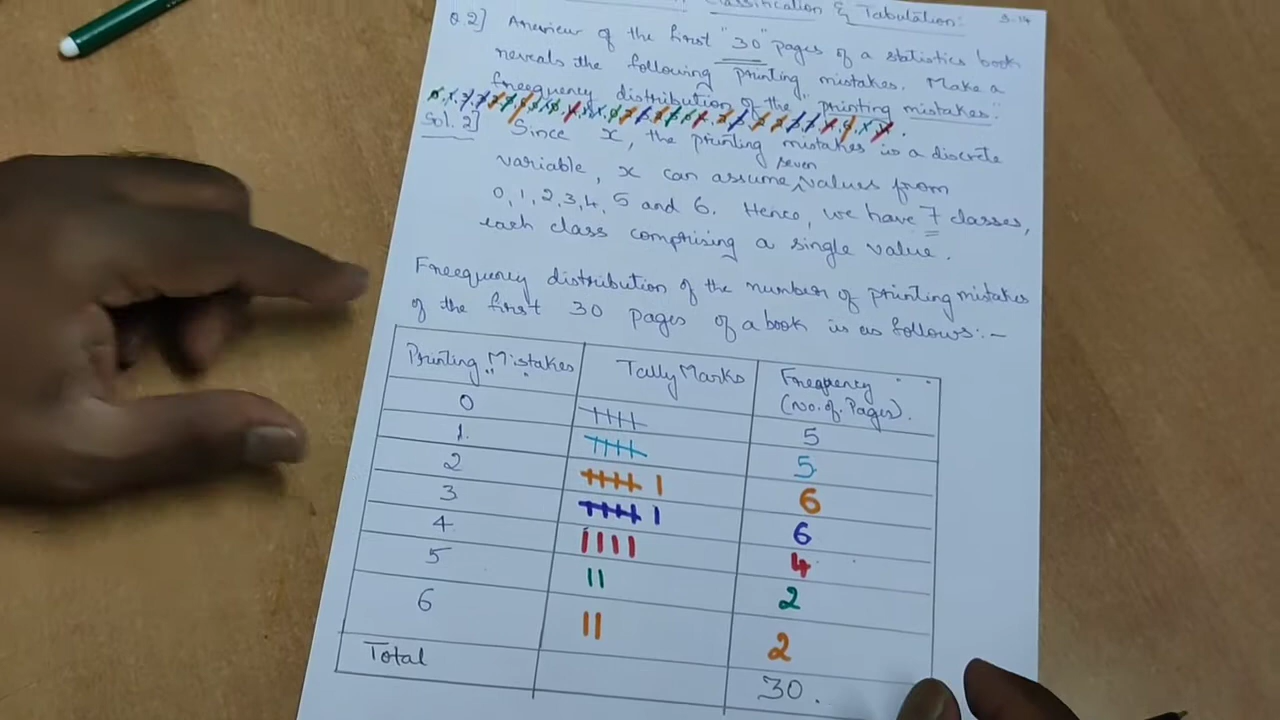 Classification & Tabulation:
3.14
Q.2] A review of the first "30" pages of a statistics book
reveals the following printing mistakes. Make a
freequency distribution of the "printing mistakes."
Sol. 2] Since x, the printing mistakes is a discrete
variable, x can assume seven values from
0, 1, 2, 3, 4, 5 and 6. Hence, we have 7 classes,
each class comprising a single value.
Freequency distribution of the number of printing mistakes
of the first 30 pages of a book is as follows:-
Printing Mistakes Tally Marks Freequency
(No. of. Pages).
0 5
1. 5
2 6
3 6
4 4
5 2
6 2
Total 30.